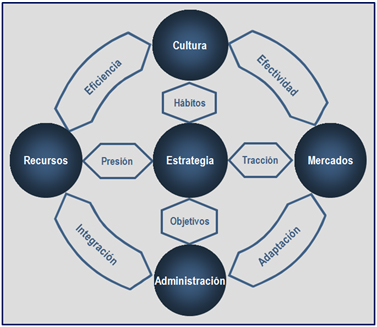 Cultura
Eficiencia
Efectividad
Hábitos
Recursos
Presión
Estrategia
Tracción
Mercados
Objetivos
Integración
Adaptación
Administración